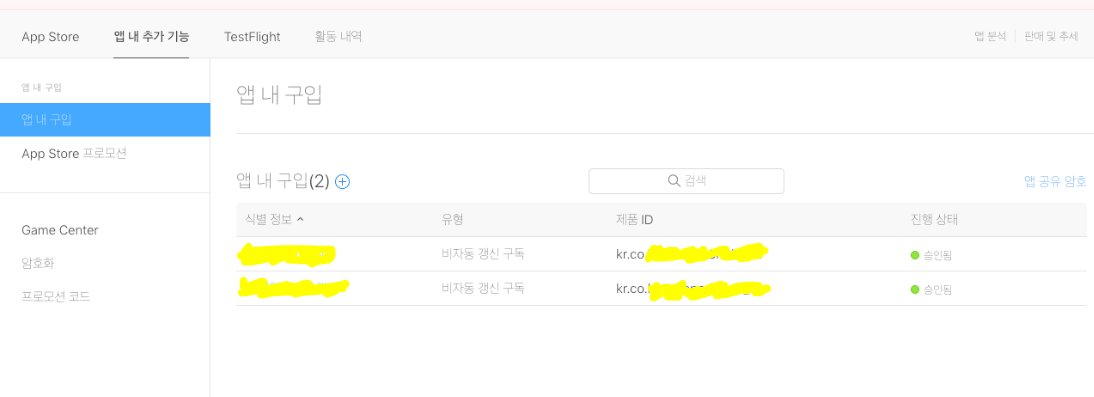 App Store 앱 내 추가 기능 TestFlight 활동 내역 앱 분석 판매 및 추세
앱 내 구입
앱 내 구입
App Store 프로모션
Game Center
암호화
프로모션 코드
앱 내 구입
앱 내 구입(2)
검색
앱 공유 암호
식별 정보 유형 제품 ID 진행 상태
비자동 갱신 구독 kr.co. 승인됨
비자동 갱신 구독 kr.co. 승인됨